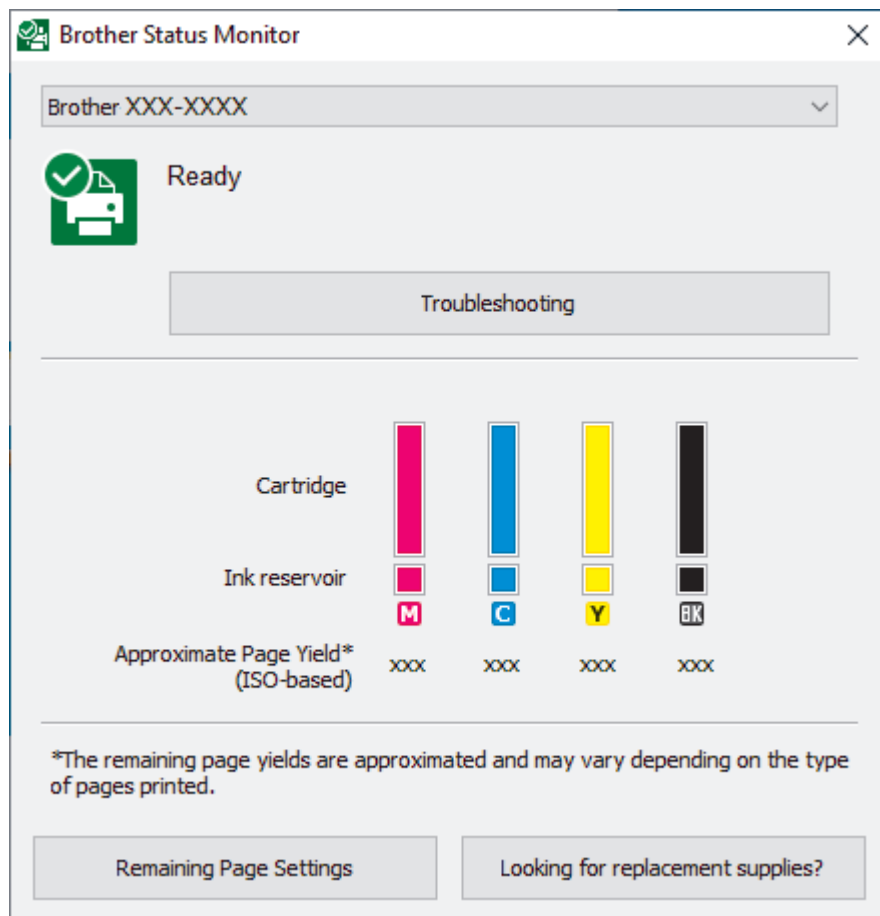 Brother Status Monitor
Brother XXX-XXXX
Ready
Troubleshooting
Cartridge
Ink reservoir
M C Y BK
Approximate Page Yield* xxx xxx xxx xxx
(ISO-based)
*The remaining page yields are approximated and may vary depending on the type
of pages printed.
Remaining Page Settings
Looking for replacement supplies?